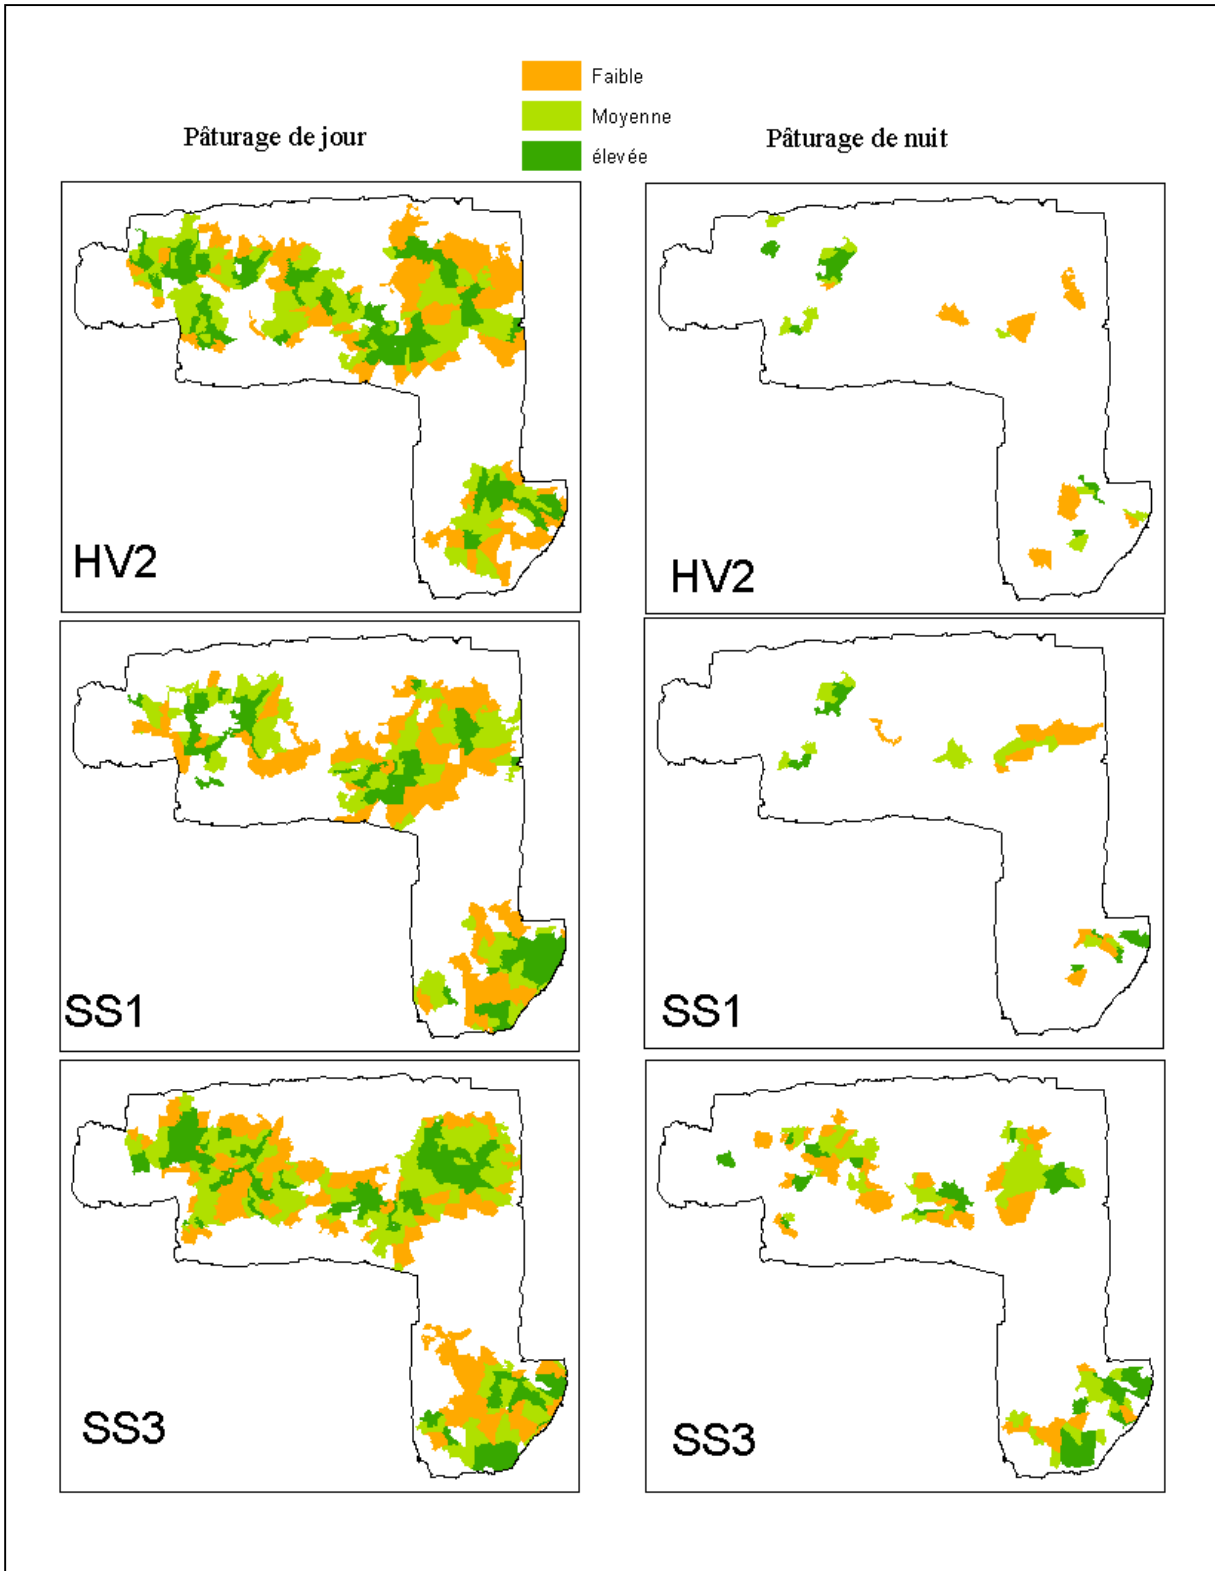 Faible
Moyenne
élevée
Pâturage de jour
Pâturage de nuit
HV2
HV2
SS1
SS1
SS3
SS3